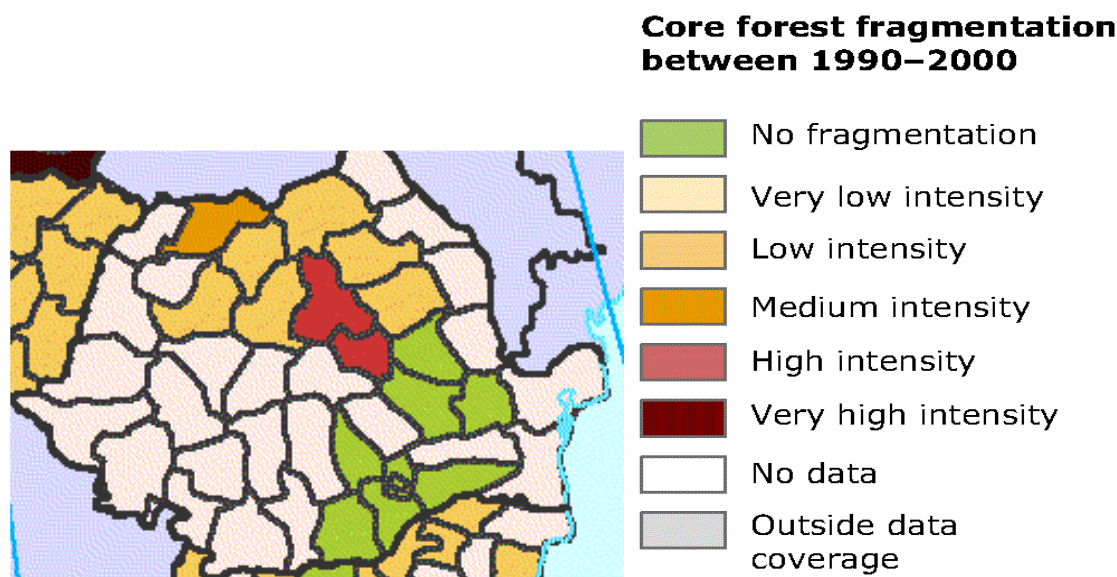 Core forest fragmentation
between 1990–2000
No fragmentation
Very low intensity
Low intensity
Medium intensity
High intensity
Very high intensity
No data
Outside data
coverage